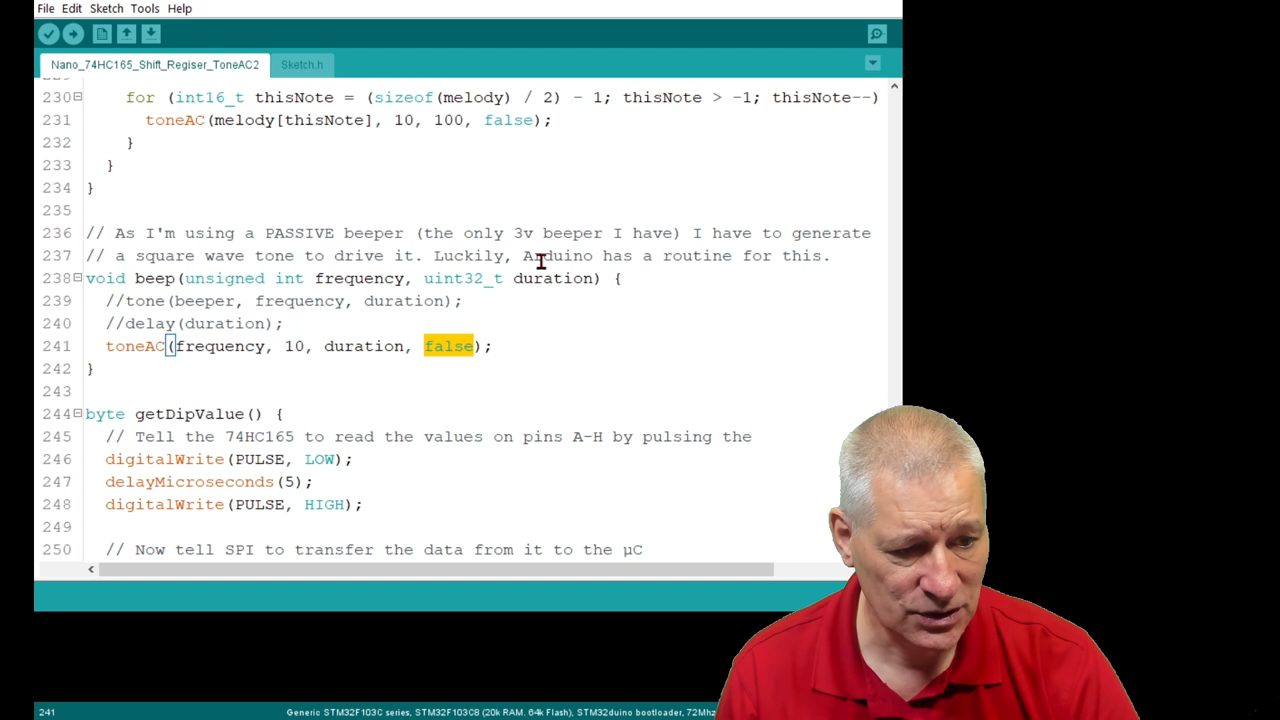 File Edit Sketch Tools Help
Nano_74HC165_Shift_Regiser_ToneAC2 Sketch.h
230 for (int16_t thisNote = (sizeof(melody) / 2) - 1; thisNote > -1; thisNote--)
231 toneAC(melody[thisNote], 10, 100, false);
232 }
233 }
234 }
235
236 // As I'm using a PASSIVE beeper (the only 3v beeper I have) I have to generate
237 // a square wave tone to drive it. Luckily, Arduino has a routine for this.
238 void beep(unsigned int frequency, uint32_t duration) {
239 //tone(beeper, frequency, duration);
240 //delay(duration);
241 toneAC(frequency, 10, duration, false);
242 }
243
244 byte getDipValue() {
245 // Tell the 74HC165 to read the values on pins A-H by pulsing the
246 digitalWrite(PULSE, LOW);
247 delayMicroseconds(5);
248 digitalWrite(PULSE, HIGH);
249
250 // Now tell SPI to transfer the data from it to the µC
241 Generic STM32F103C series, STM32F103C8 (20k RAM. 64k Flash), STM32duino bootloader, 72Mhz